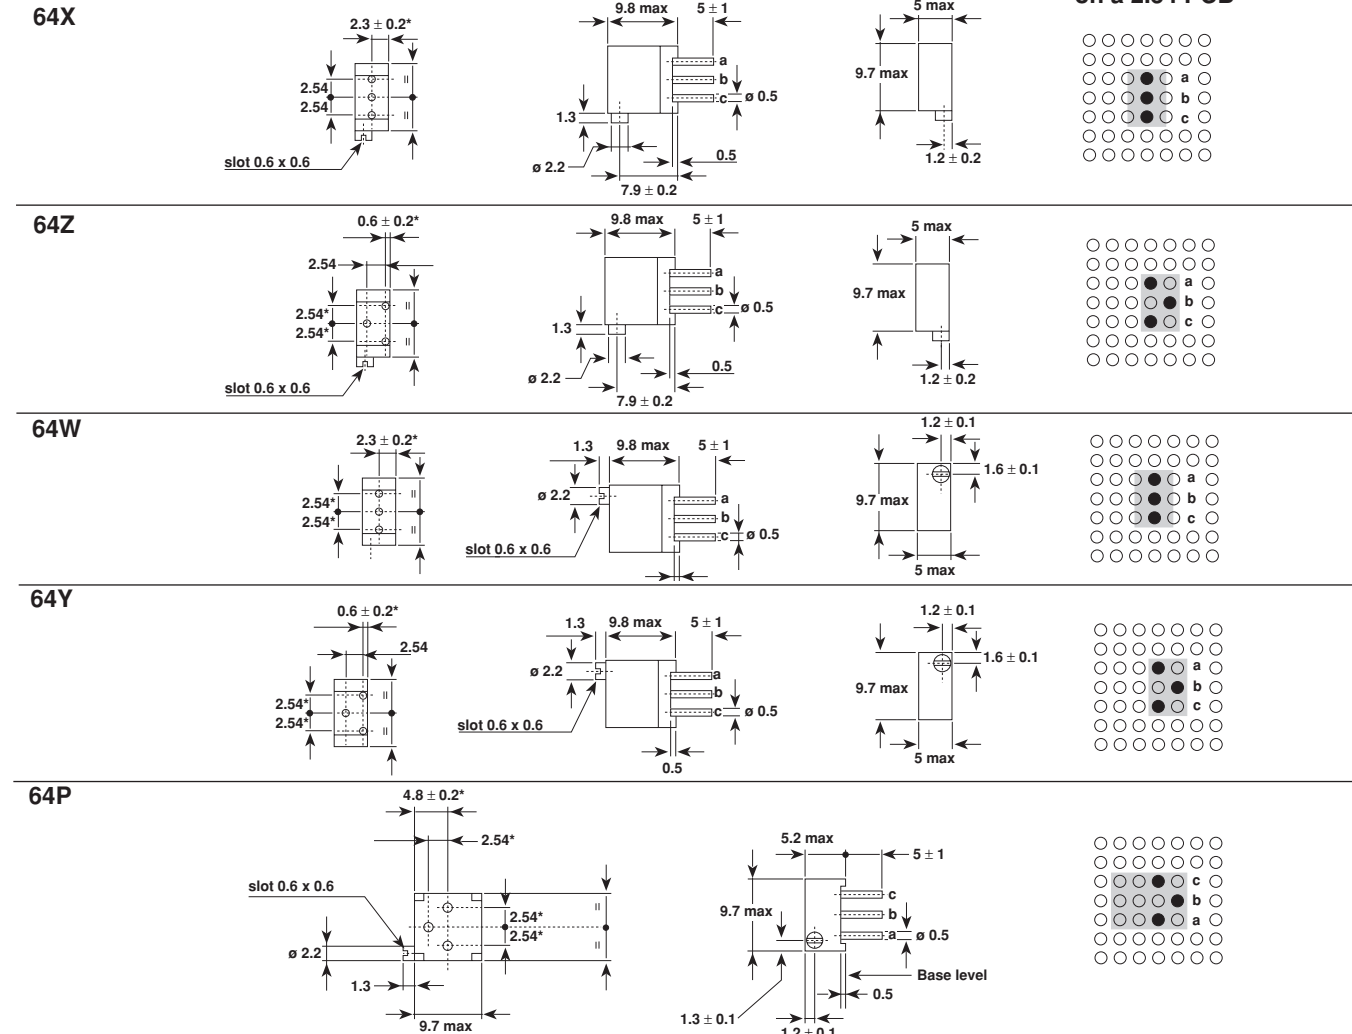 on a 2.54 PCB
64X
2.3 ± 0.2*
2.54
2.54
slot 0.6 x 0.6
9.8 max
5 ± 1
a
b
c
ø 0.5
1.3
ø 2.2
0.5
7.9 ± 0.2
5 max
9.7 max
1.2 ± 0.2
a
b
c
64Z
0.6 ± 0.2*
2.54
2.54*
2.54*
slot 0.6 x 0.6
9.8 max
5 ± 1
a
b
c
ø 0.5
1.3
ø 2.2
0.5
7.9 ± 0.2
5 max
9.7 max
1.2 ± 0.2
a
b
c
64W
2.3 ± 0.2*
2.54*
2.54*
1.3
9.8 max
5 ± 1
ø 2.2
a
b
c
ø 0.5
slot 0.6 x 0.6
1.2 ± 0.1
1.6 ± 0.1
9.7 max
5 max
a
b
c
64Y
0.6 ± 0.2*
2.54
2.54*
2.54*
1.3
9.8 max
5 ± 1
ø 2.2
a
b
c
ø 0.5
slot 0.6 x 0.6
0.5
1.2 ± 0.1
1.6 ± 0.1
9.7 max
5 max
a
b
c
64P
4.8 ± 0.2*
2.54*
slot 0.6 x 0.6
2.54*
2.54*
ø 2.2
1.3
9.7 max
5.2 max
5 ± 1
9.7 max
c
b
a
ø 0.5
Base level
0.5
1.3 ± 0.1
1.2 ± 0.1
c
b
a